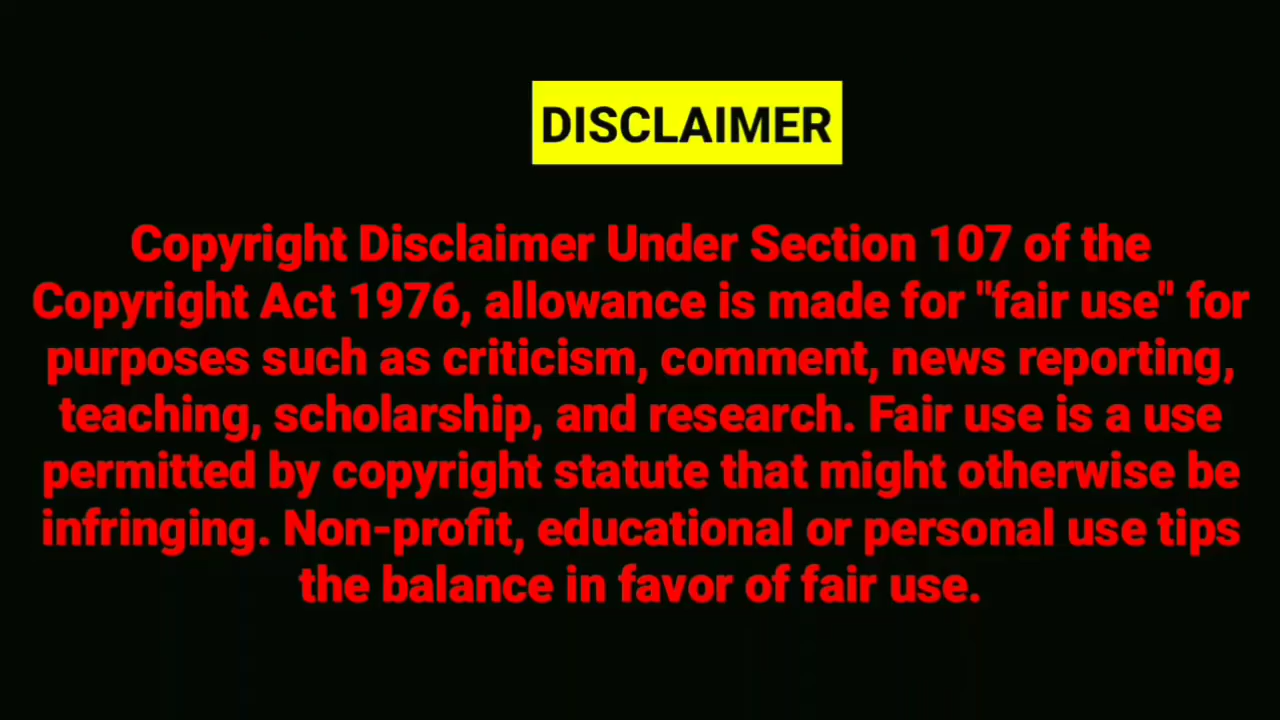 DISCLAIMER
Copyright Disclaimer Under Section 107 of the
Copyright Act 1976, allowance is made for "fair use" for
purposes such as criticism, comment, news reporting,
teaching, scholarship, and research. Fair use is a use
permitted by copyright statute that might otherwise be
infringing. Non-profit, educational or personal use tips
the balance in favor of fair use.